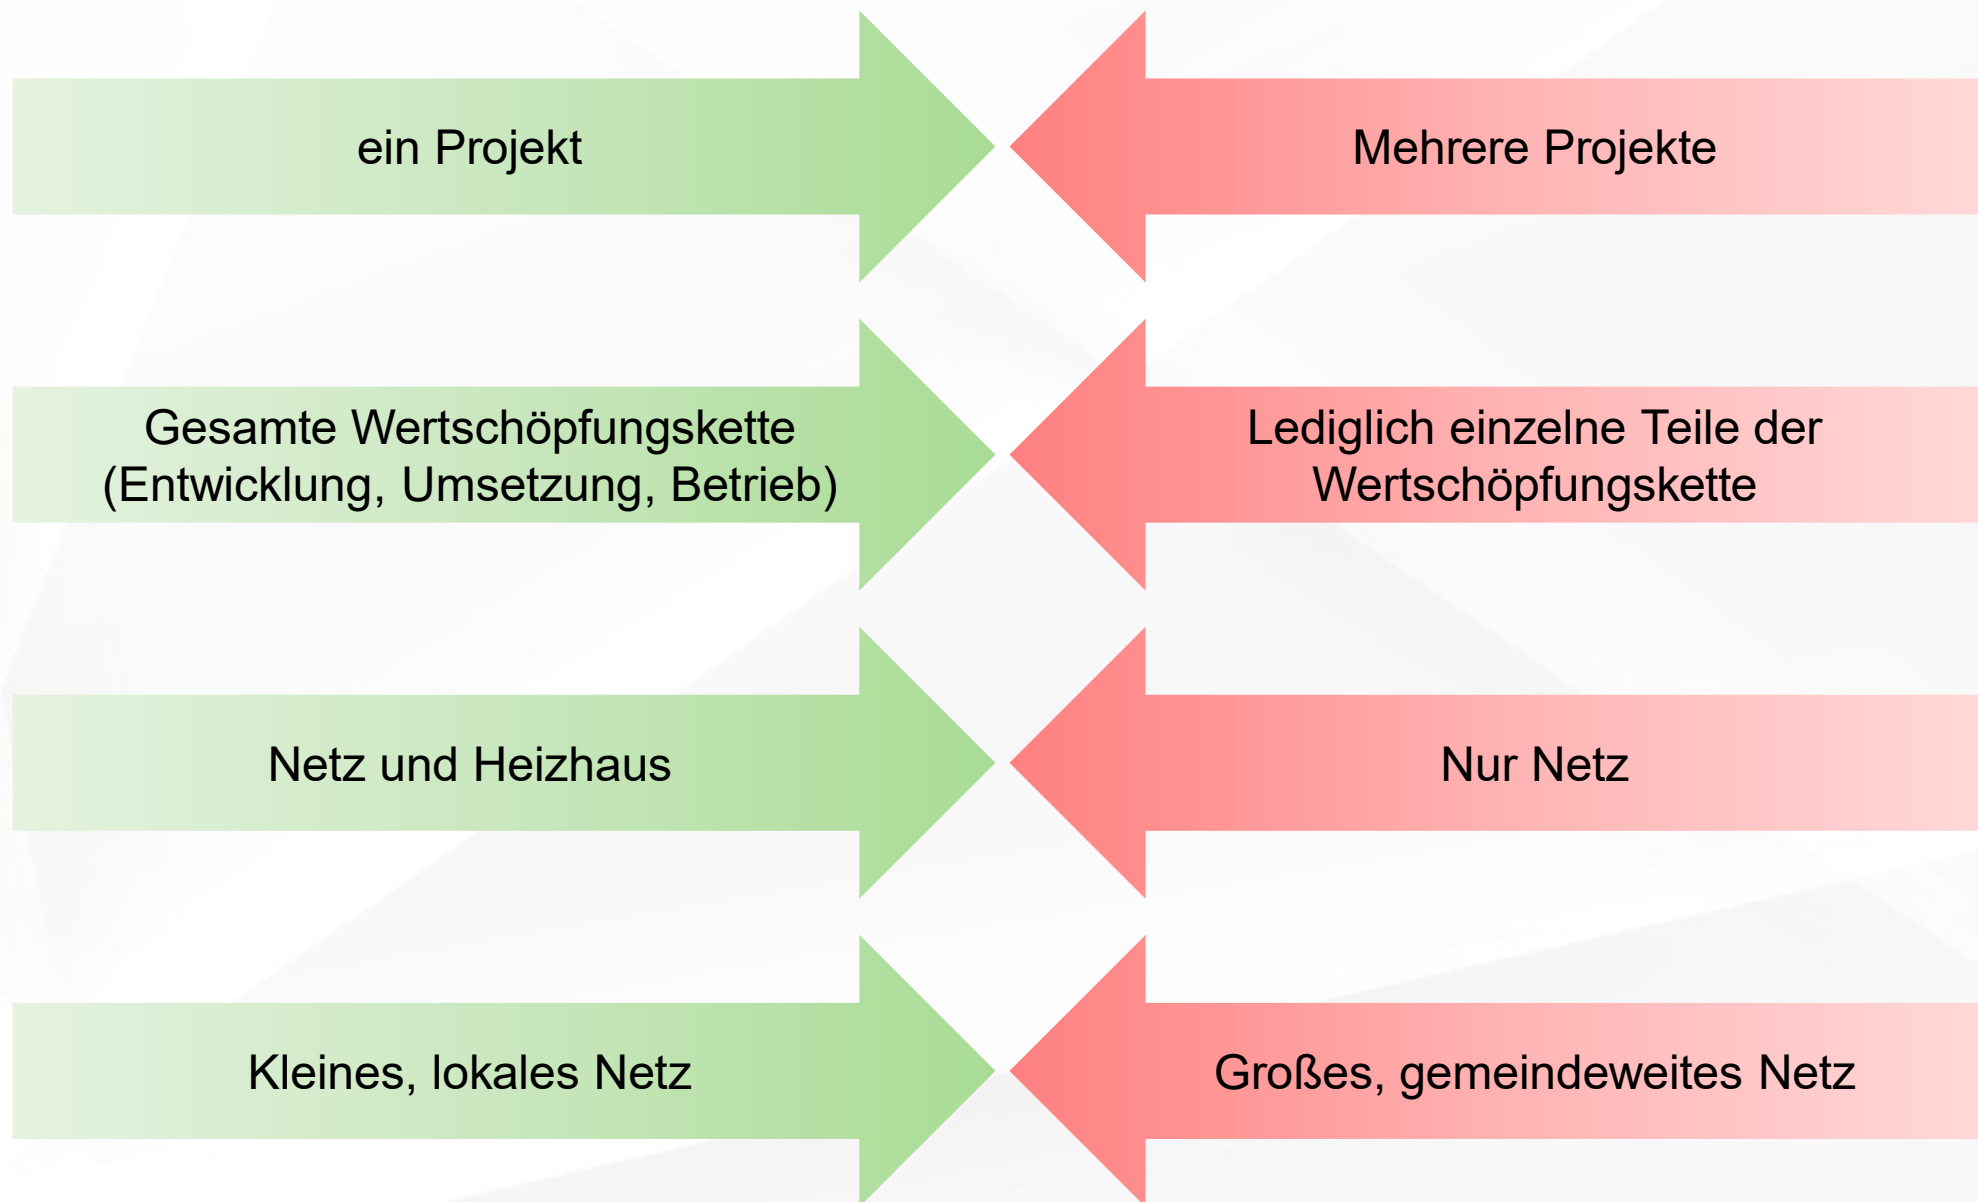 ein Projekt
Mehrere Projekte
Gesamte Wertschöpfungskette
(Entwicklung, Umsetzung, Betrieb)
Lediglich einzelne Teile der
Wertschöpfungskette
Netz und Heizhaus
Nur Netz
Kleines, lokales Netz
Großes, gemeindeweites Netz